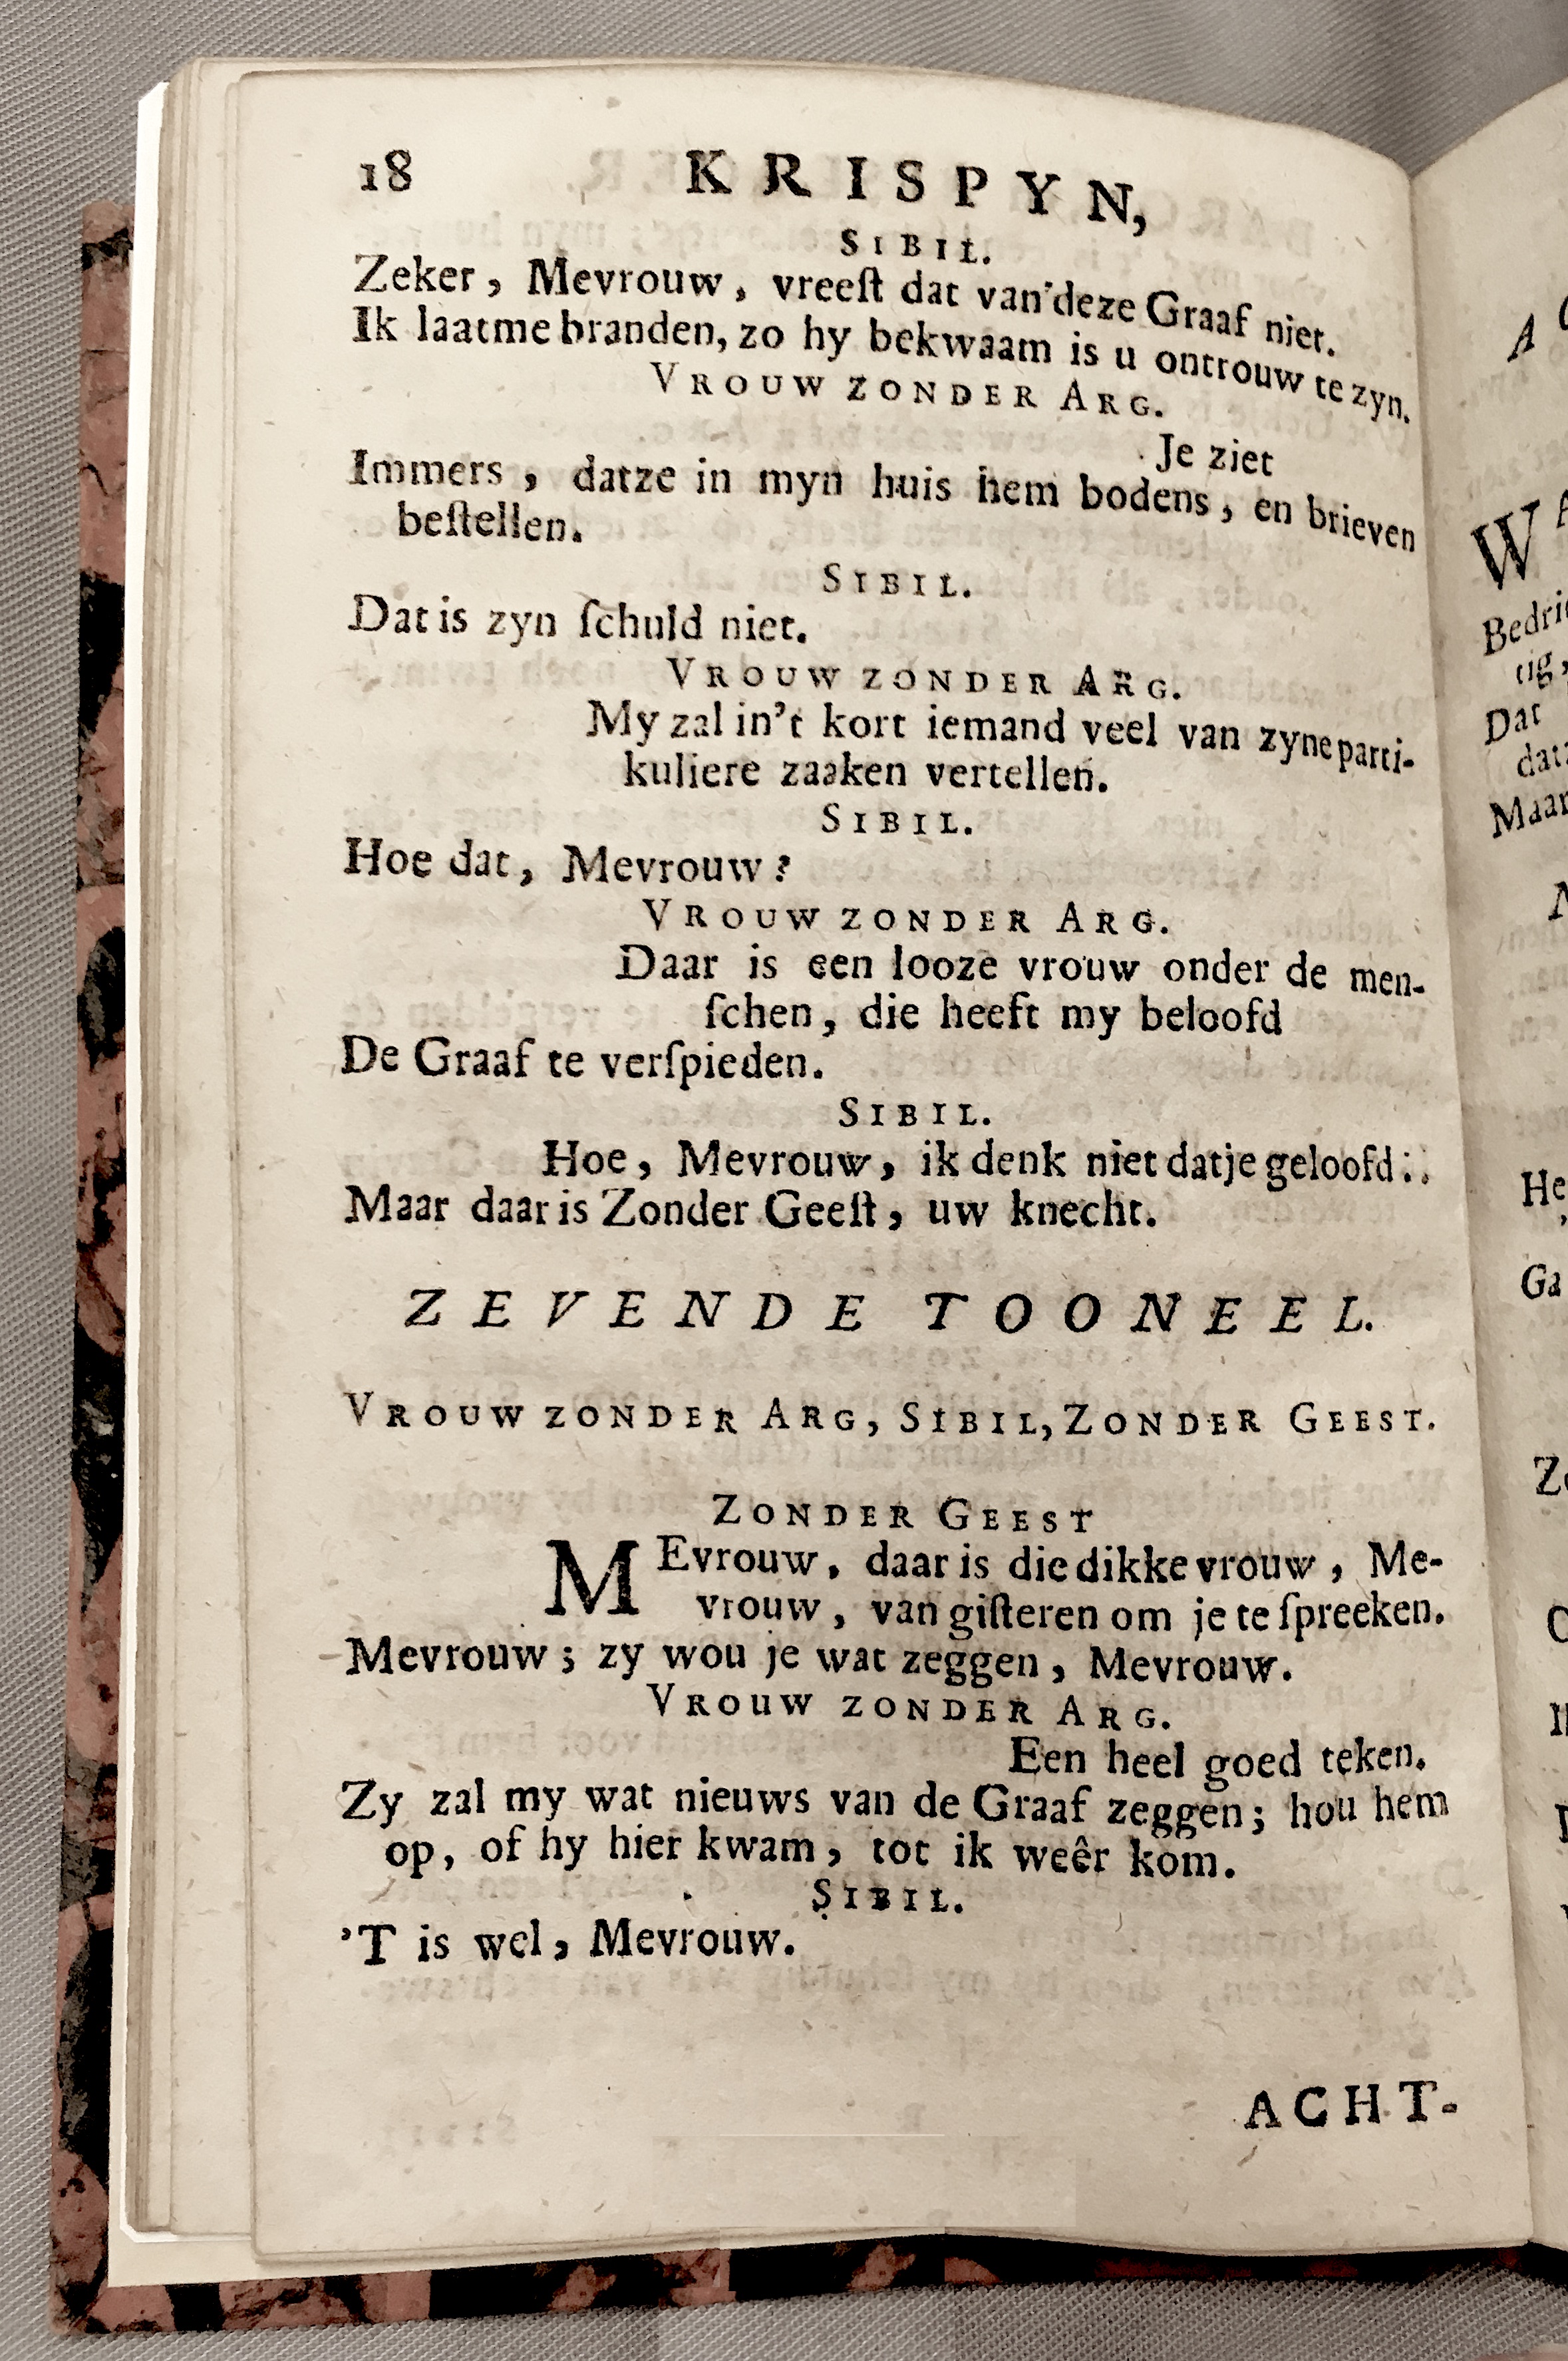 18 KRISPYN,
SIBIL.
Zeker, Mevrouw, vreeſt dat van deze Graaf niet.
Ik laatme branden, zo hy bekwaam is u ontrouw te zyn.
VROUW ZONDER ARG.
Je ziet
Immers, datze in myn huis hem bodens, en brieven
beſtellen.
SIBIL.
Dat is zyn ſchuld niet.
VROUW ZONDER ARG.
My zal in't kort iemand veel van zyne parti-
kuliere zaaken vertellen.
SIBIL.
Hoe dat, Mevrouw?
VROUW ZONDER ARG.
Daar is een looze vrouw onder de men-
ſchen, die heeft my beloofd
De Graaf te verſpieden.
SIBIL.
Hoe, Mevrouw, ik denk niet datje geloofd..
Maar daar is Zonder Geeſt, uw knecht.
ZEVENDE TOONEEL.
VROUW ZONDER ARG, SIBIL, ZONDER GEEST.
ZONDER GEEST
MEvrouw, daar is die dikke vrouw, Me-
vrouw, van giſteren om je te ſpreeken.
Mevrouw; zy wou je wat zeggen, Mevrouw.
VROUW ZONDER ARG.
Een heel goed teken.
Zy zal my wat nieuws van de Graaf zeggen; hou hem
op, of hy hier kwam, tot ik weêr kom.
SIBIL.
'T is wel, Mevrouw.
ACHT-
A
W
Bedri
tig,
Dat
dat
Maar
He
Ga